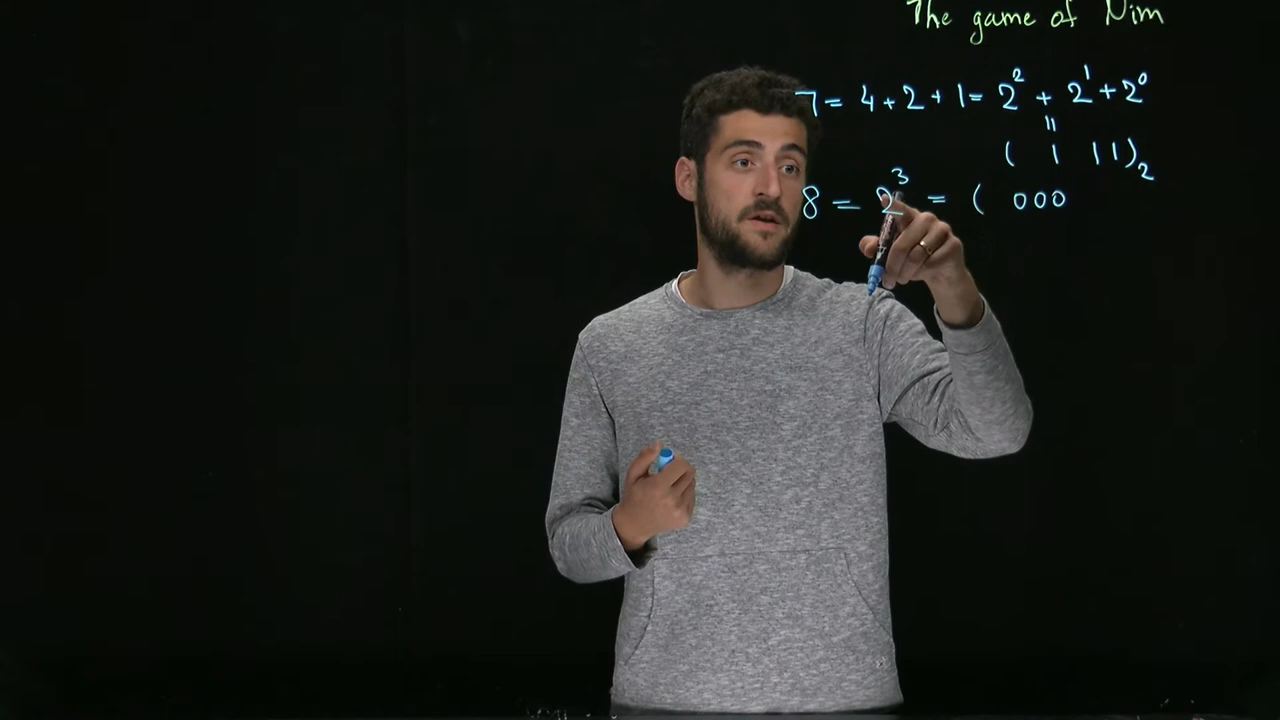 The game of Nim
7 = 4 + 2 + 1 = 2² + 2¹ + 2⁰
=
( 1 1 1 )₂
8 = 2³ = ( 0 0 0